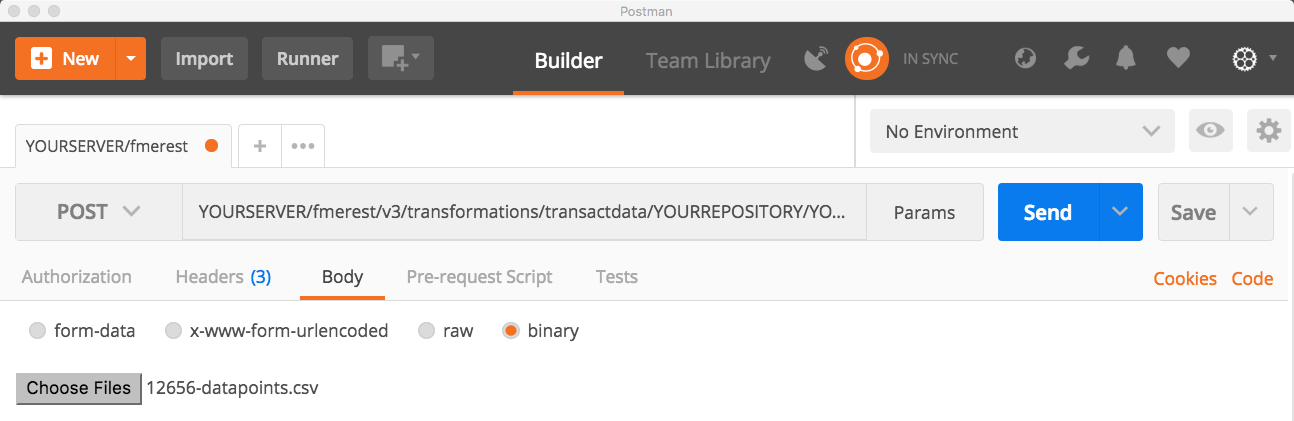 Postman
New Import Runner Builder Team Library IN SYNC
YOURSERVER/fmerest + ••• No Environment
POST YOURSERVER/fmerest/v3/transformations/transactdata/YOURREPOSITORY/YO... Params Send Save
Authorization Headers (3) Body Pre-request Script Tests Cookies Code
form-data x-www-form-urlencoded raw binary
Choose Files 12656-datapoints.csv